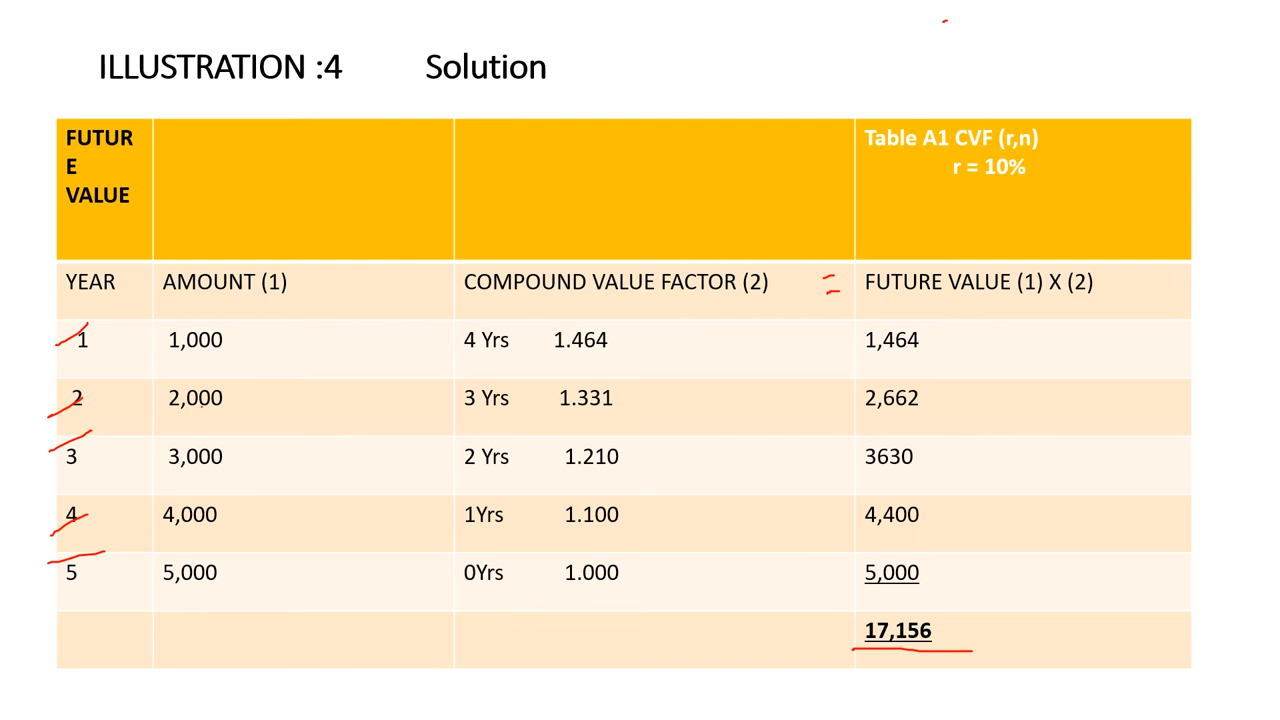 ILLUSTRATION :4 Solution
FUTUR
E
VALUE
Table A1 CVF (r,n)
r = 10%
YEAR AMOUNT (1) COMPOUND VALUE FACTOR (2) = FUTURE VALUE (1) X (2)
1 1,000 4 Yrs 1.464 1,464
2 2,000 3 Yrs 1.331 2,662
3 3,000 2 Yrs 1.210 3630
4 4,000 1Yrs 1.100 4,400
5 5,000 0Yrs 1.000 5,000
17,156